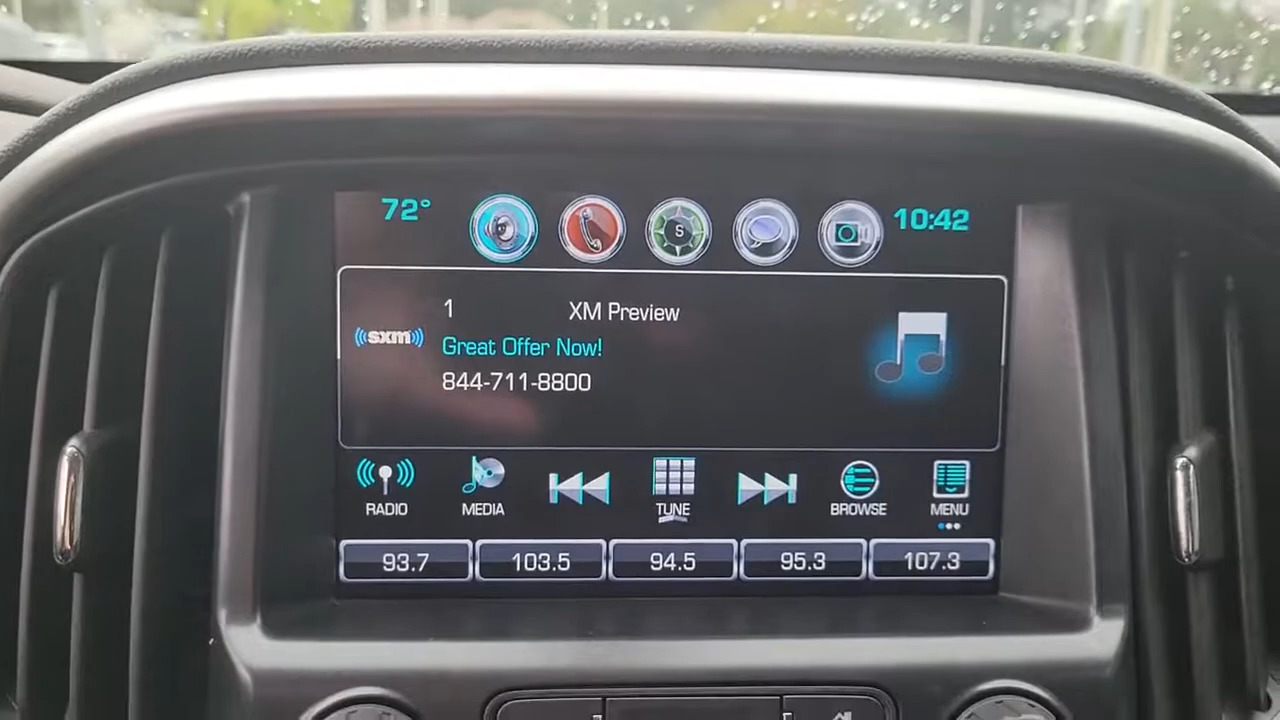 72°
S
10:42
1 XM Preview
((sxm))
Great Offer Now!
844-711-8800
RADIO MEDIA TUNE BROWSE MENU
93.7 103.5 94.5 95.3 107.3